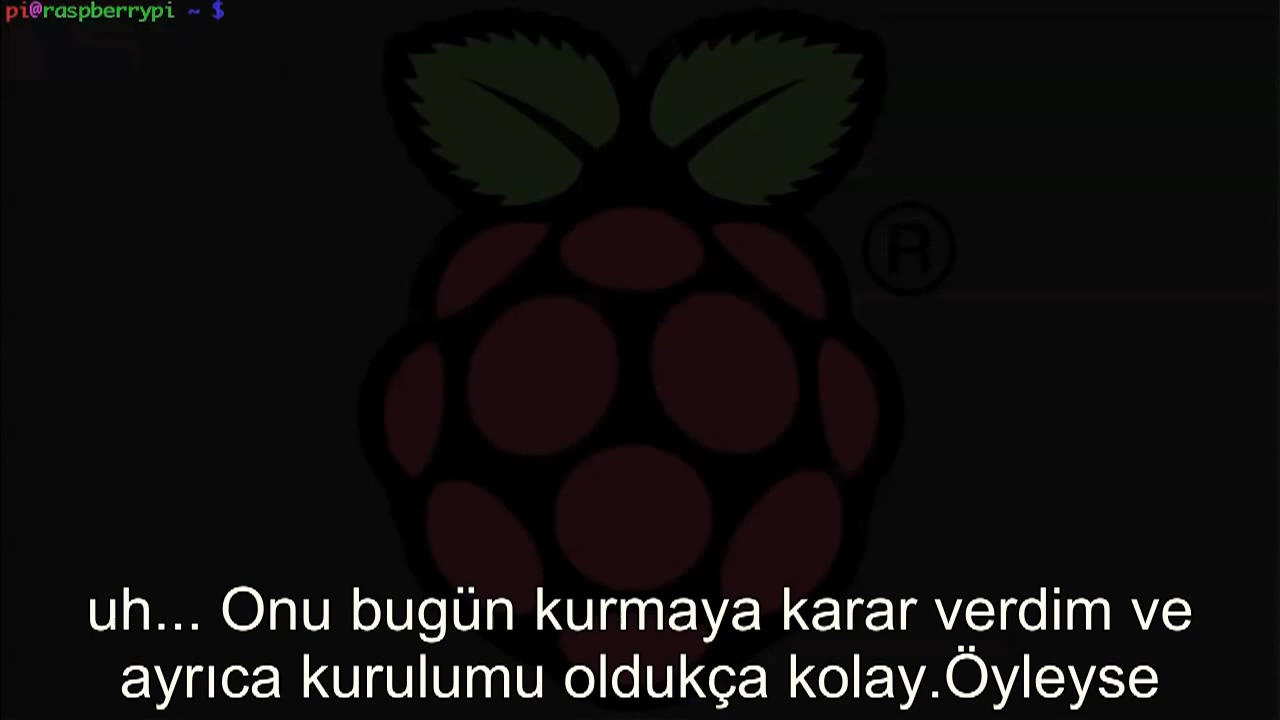 pi@raspberrypi ~ $
®
uh... Onu bugün kurmaya karar verdim ve
ayrıca kurulumu oldukça kolay.Öyleyse